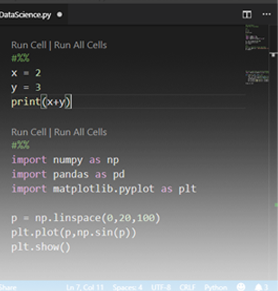 DataScience.py
Run Cell | Run All Cells
#%%
x = 2
y = 3
print(x+y)
Run Cell | Run All Cells
#%%
import numpy as np
import pandas as pd
import matplotlib.pyplot as plt
p = np.linspace(0,20,100)
plt.plot(p,np.sin(p))
plt.show()
Share Ln 7, Col 11 Spaces: 4 UTF-8 CRLF Python